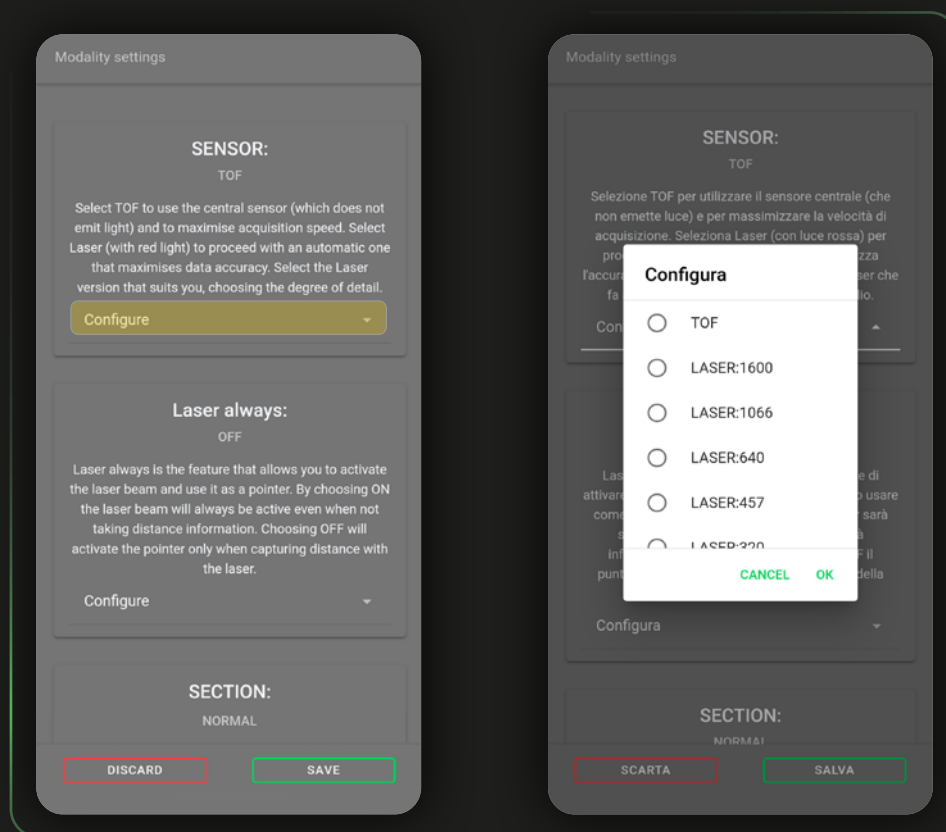 Modality settings
SENSOR:
TOF
Select TOF to use the central sensor (which does not
emit light) and to maximise acquisition speed. Select
Laser (with red light) to proceed with an automatic one
that maximises data accuracy. Select the Laser
version that suits you, choosing the degree of detail.
Configure
Laser always:
OFF
Laser always is the feature that allows you to activate
the laser beam and use it as a pointer. By choosing ON
the laser beam will always be active even when not
taking distance information. Choosing OFF will
activate the pointer only when capturing distance with
the laser.
Configure
SECTION:
NORMAL
DISCARD
SAVE
Modality settings
SENSOR:
TOF
Selezione TOF per utilizzare il sensore centrale (che
non emette luce) e per massimizzare la velocità di
acquisizione. Seleziona Laser (con luce rossa) per
Configura
TOF
LASER:1600
LASER:1066
LASER:640
LASER:457
LASER:320
CANCEL
OK
Configura
SECTION:
NORMAL
SCARTA
SALVA